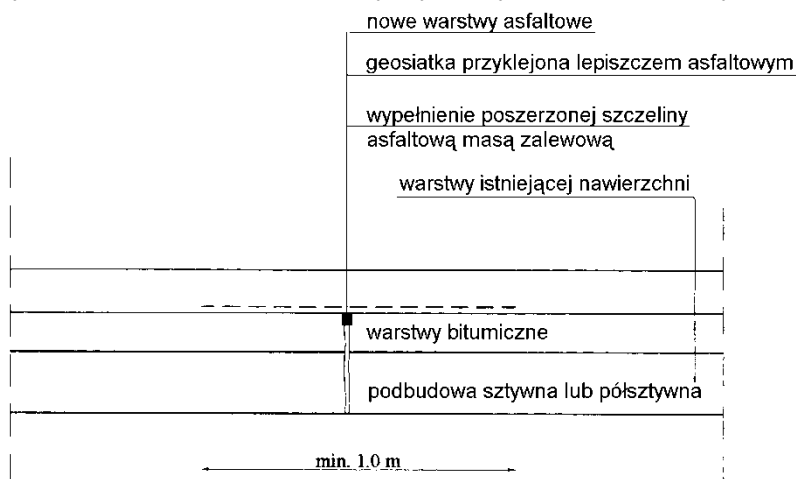 nowe warstwy asfaltowe
geosiatka przyklejona lepiszczem asfaltowym
wypełnienie poszerzonej szczeliny
asfaltową masą zalewową
warstwy istniejącej nawierzchni
warstwy bitumiczne
podbudowa sztywna lub półsztywna
min. 1.0 m